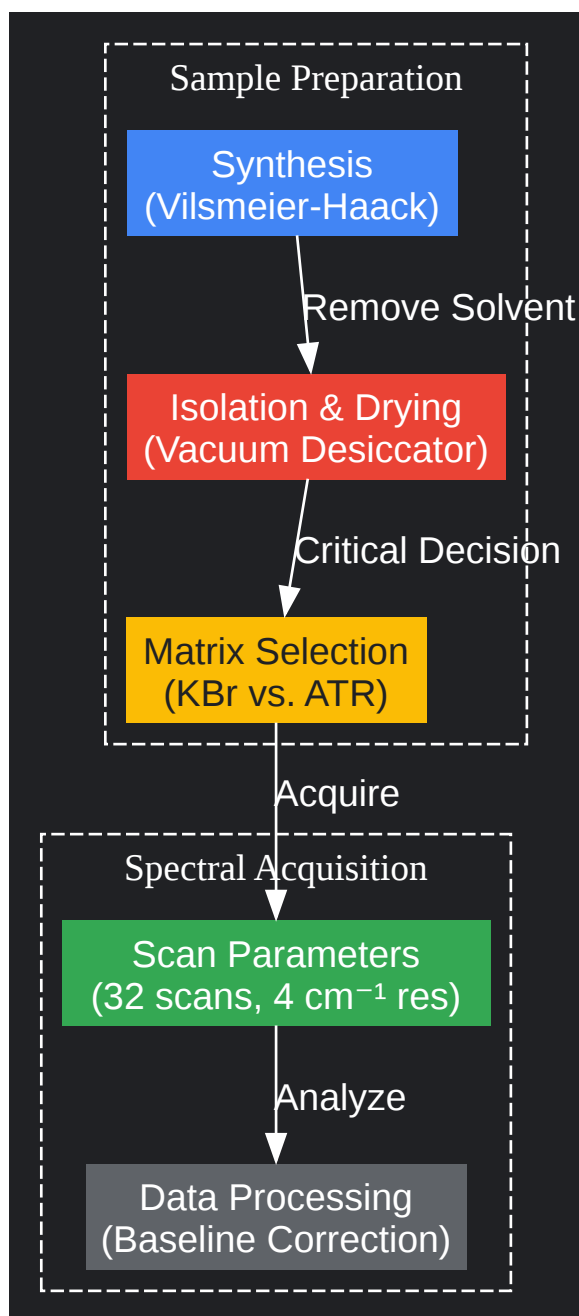 Sample Preparation
Synthesis
(Vilsmeier-Haack)
Remove Solvent
Isolation & Drying
(Vacuum Desiccator)
Critical Decision
Matrix Selection
(KBr vs. ATR)
Acquire
Spectral Acquisition
Scan Parameters
(32 scans, 4 cm⁻¹ res)
Analyze
Data Processing
(Baseline Correction)